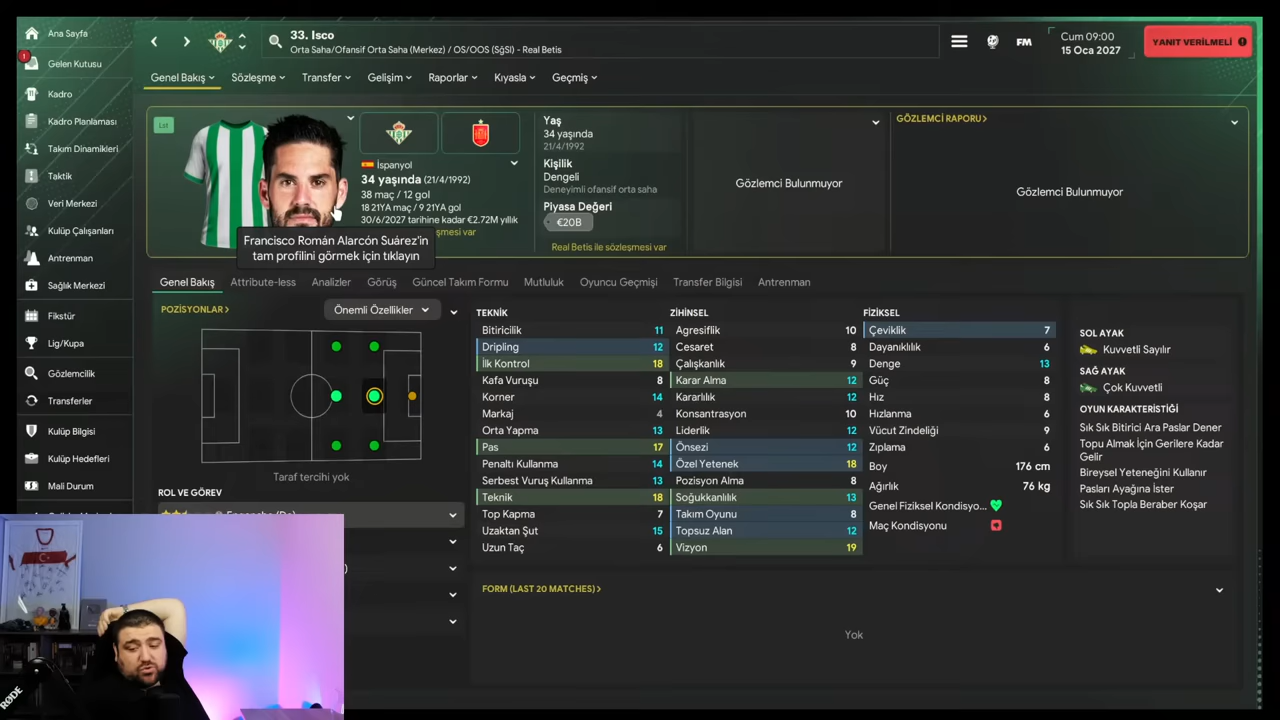 Ana Sayfa
1
Gelen Kutusu
Kadro
Kadro Planlaması
Takım Dinamikleri
Taktik
Veri Merkezi
Kulüp Çalışanları
Antrenman
Sağlık Merkezi
Fikstür
Lig/Kupa
Gözlemcilik
Transferler
Kulüp Bilgisi
Kulüp Hedefleri
Mali Durum
33. Isco
Orta Saha/Ofansif Orta Saha (Merkez) / OS/OOS (SğSl) - Real Betis
FM
Cum 09:00
15 Oca 2027
YANIT VERİLMELİ
Genel Bakış
Sözleşme
Transfer
Gelişim
Raporlar
Kıyasla
Geçmiş
Lst
İspanyol
34 yaşında (21/4/1992)
38 maç / 12 gol
18 21YA maçı / 9 21YA gol
30/6/2027 tarihine kadar €2.72M yıllık
şmesi var
Francisco Román Alarcón Suárez'in
tam profilini görmek için tıklayın
Yaş
34 yaşında
21/4/1992
Kişilik
Dengeli
Deneyimli ofansif orta saha
Piyasa Değeri
€20B
Real Betis ile sözleşmesi var
Gözlemci Bulunmuyor
GÖZLEMCİ RAPORU
Gözlemci Bulunmuyor
Genel Bakış
Attribute-less
Analizler
Görüş
Güncel Takım Formu
Mutluluk
Oyuncu Geçmişi
Transfer Bilgisi
Antrenman
POZİSYONLAR
Önemli Özellikler
Taraf tercihi yok
ROL VE GÖREV
TEKNİK
Bitiricilik 11
Dripling 12
İlk Kontrol 18
Kafa Vuruşu 8
Korner 14
Markaj 4
Orta Yapma 13
Pas 17
Penaltı Kullanma 14
Serbest Vuruş Kullanma 13
Teknik 18
Top Kapma 7
Uzaktan Şut 15
Uzun Taç 6
ZİHİNSEL
Agresiflik 10
Cesaret 8
Çalışkanlık 9
Karar Alma 12
Kararlılık 12
Konsantrasyon 10
Liderlik 12
Önsezi 12
Özel Yetenek 18
Pozisyon Alma 8
Soğukkanlılık 13
Takım Oyunu 8
Topsuz Alan 12
Vizyon 19
FİZİKSEL
Çeviklik 7
Dayanıklılık 6
Denge 13
Güç 8
Hız 8
Hızlanma 6
Vücut Zindeliği 9
Zıplama 6
Boy 176 cm
Ağırlık 76 kg
Genel Fiziksel Kondisyo...
Maç Kondisyonu
SOL AYAK
Kuvvetli Sayılır
SAĞ AYAK
Çok Kuvvetli
OYUN KARAKTERİSTİĞİ
Sık Sık Bitirici Ara Paslar Dener
Topu Almak İçin Gerilere Kadar
Gelir
Bireysel Yeteneğini Kullanır
Pasları Ayağına İster
Sık Sık Topla Beraber Koşar
FORM (LAST 20 MATCHES)
Yok
RØDE